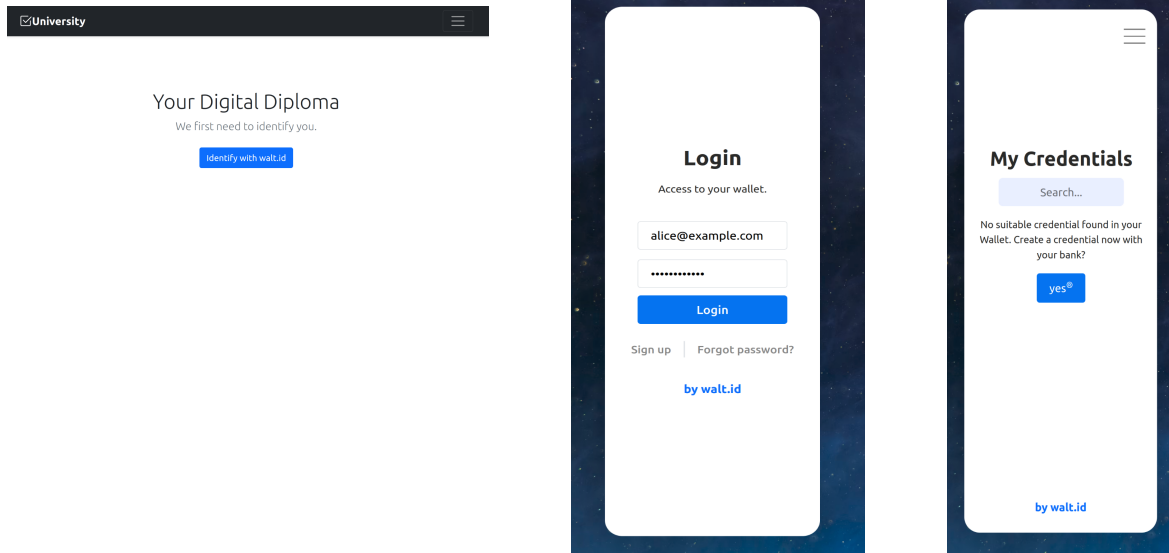 University
Your Digital Diploma
We first need to identify you.
Identify with walt.id
Login
Access to your wallet.
alice@example.com
••••••••••••
Login
Sign up
Forgot password?
by walt.id
My Credentials
Search...
No suitable credential found in your
Wallet. Create a credential now with
your bank?
yes®
by walt.id